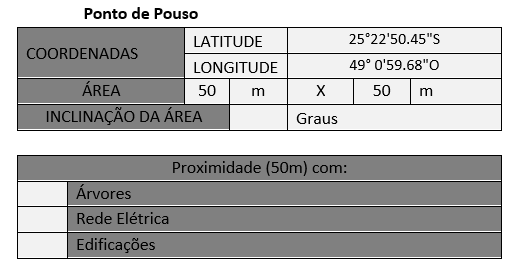 Ponto de Pouso
COORDENADAS LATITUDE 25°22'50.45"S
LONGITUDE 49° 0'59.68"O
ÁREA 50 m X 50 m
INCLINAÇÃO DA ÁREA Graus
Proximidade (50m) com:
Árvores
Rede Elétrica
Edificações